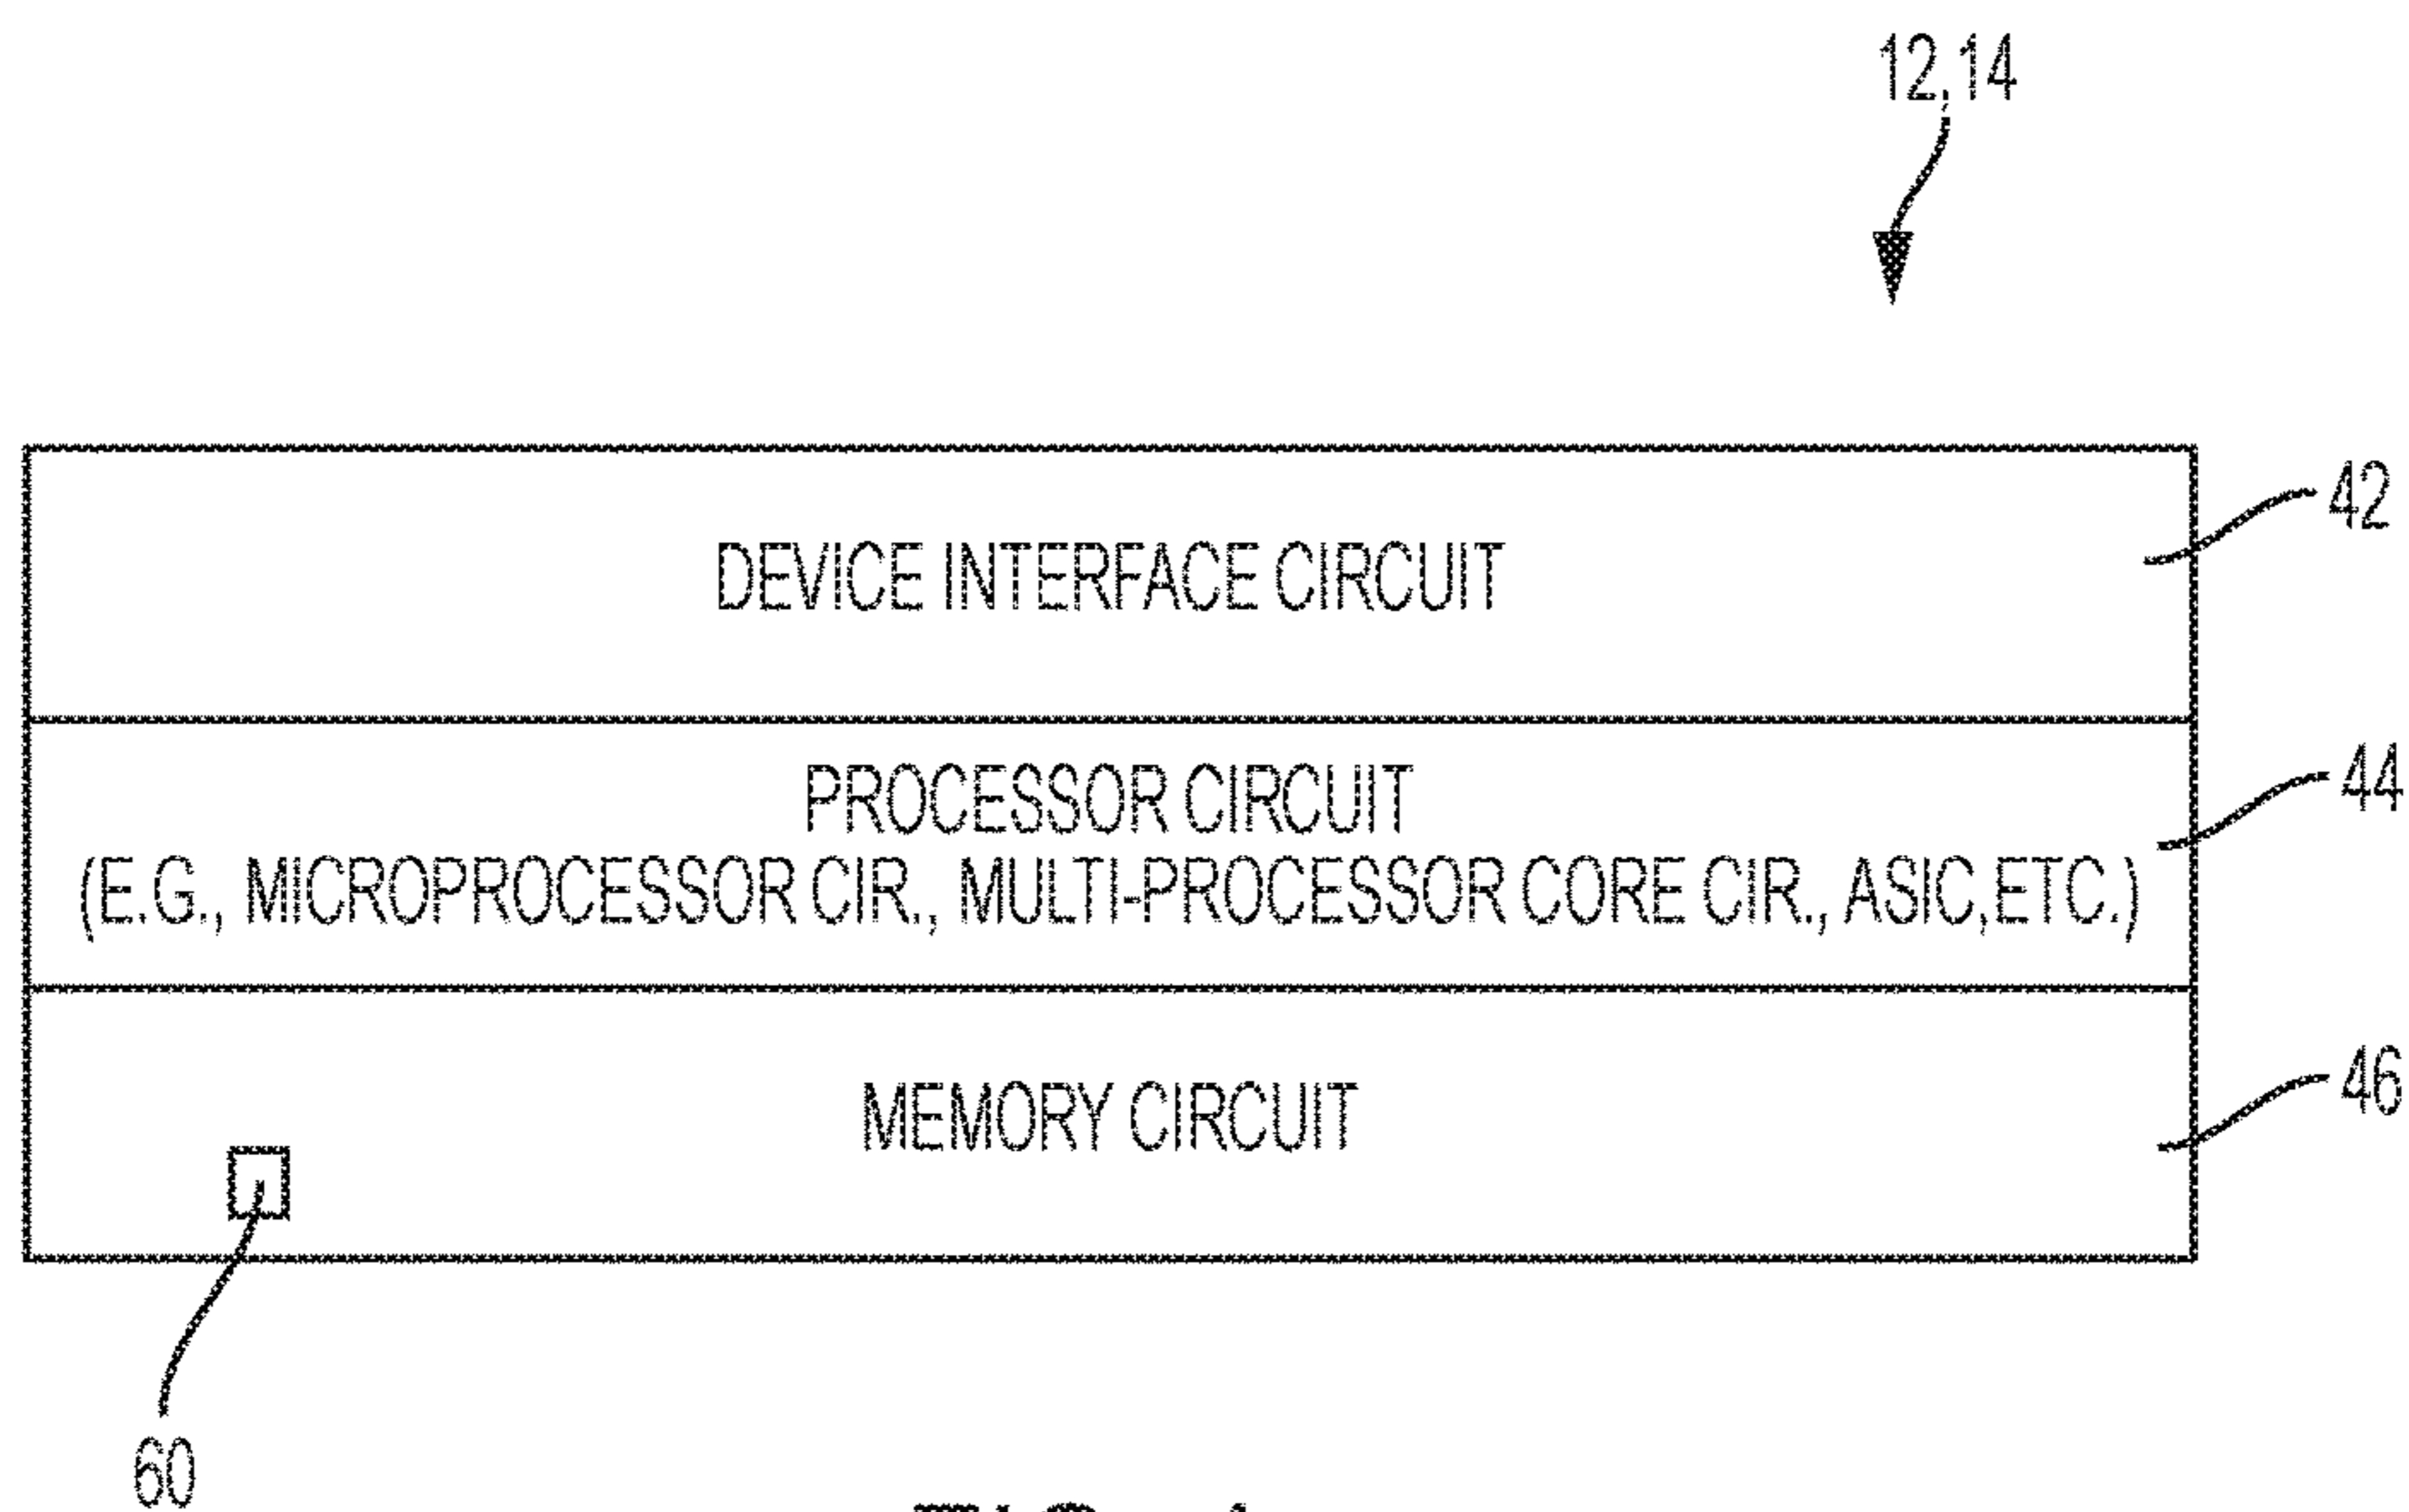 12,14
DEVICE INTERFACE CIRCUIT
42
PROCESSOR CIRCUIT
44
(E.G., MICROPROCESSOR CIR., MULTI-PROCESSOR CORE CIR., ASIC,ETC.)
MEMORY CIRCUIT
46
60